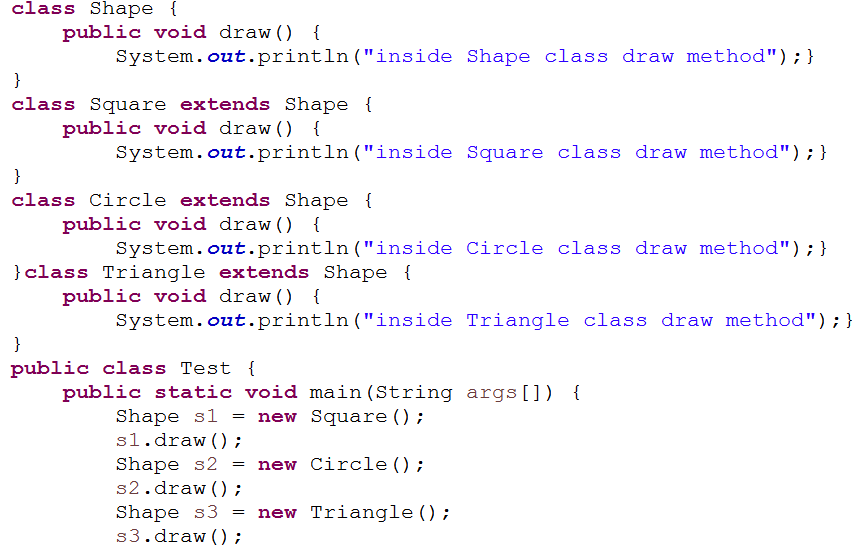 class Shape {
    public void draw() {
        System.out.println("inside Shape class draw method");}
}
class Square extends Shape {
    public void draw() {
        System.out.println("inside Square class draw method");}
}
class Circle extends Shape {
    public void draw() {
        System.out.println("inside Circle class draw method");}
}class Triangle extends Shape {
    public void draw() {
        System.out.println("inside Triangle class draw method");}
}
public class Test {
    public static void main(String args[]) {
        Shape s1 = new Square();
        s1.draw();
        Shape s2 = new Circle();
        s2.draw();
        Shape s3 = new Triangle();
        s3.draw();